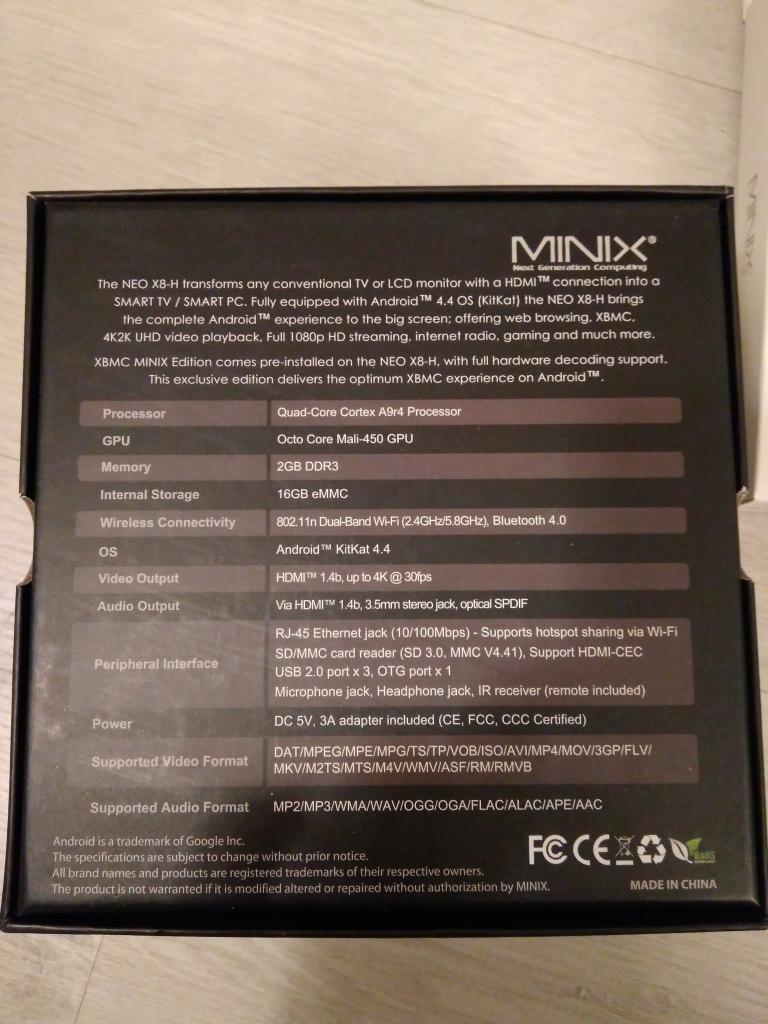 MINIX®
Next Generation Computing
The NEO X8-H transforms any conventional TV or LCD monitor with a HDMI™ connection into a
SMART TV / SMART PC. Fully equipped with Android™ 4.4 OS (KitKat) the NEO X8-H brings
the complete Android™ experience to the big screen; offering web browsing, XBMC,
4K2K UHD video playback, Full 1080p HD streaming, internet radio, gaming and much more.
XBMC MINIX Edition comes pre-installed on the NEO X8-H, with full hardware decoding support.
This exclusive edition delivers the optimum XBMC experience on Android™.
Processor Quad-Core Cortex A9r4 Processor
GPU Octo Core Mali-450 GPU
Memory 2GB DDR3
Internal Storage 16GB eMMC
Wireless Connectivity 802.11n Dual-Band Wi-Fi (2.4GHz/5.8GHz), Bluetooth 4.0
OS Android™ KitKat 4.4
Video Output HDMI™ 1.4b, up to 4K @ 30fps
Audio Output Via HDMI™ 1.4b, 3.5mm stereo jack, optical SPDIF
Peripheral Interface
RJ-45 Ethernet jack (10/100Mbps) - Supports hotspot sharing via Wi-Fi
SD/MMC card reader (SD 3.0, MMC V4.41), Support HDMI-CEC
USB 2.0 port x 3, OTG port x 1
Microphone jack, Headphone jack, IR receiver (remote included)
Power DC 5V, 3A adapter included (CE, FCC, CCC Certified)
Supported Video Format
DAT/MPEG/MPE/MPG/TS/TP/VOB/ISO/AVI/MP4/MOV/3GP/FLV/
MKV/M2TS/MTS/M4V/WMV/ASF/RM/RMVB
Supported Audio Format MP2/MP3/WMA/WAV/OGG/OGA/FLAC/ALAC/APE/AAC
Android is a trademark of Google Inc.
The specifications are subject to change without prior notice.
All brand names and products are registered trademarks of their respective owners.
The product is not warranted if it is modified altered or repaired without authorization by MINIX.
FC CE RoHS
MADE IN CHINA
MINIX